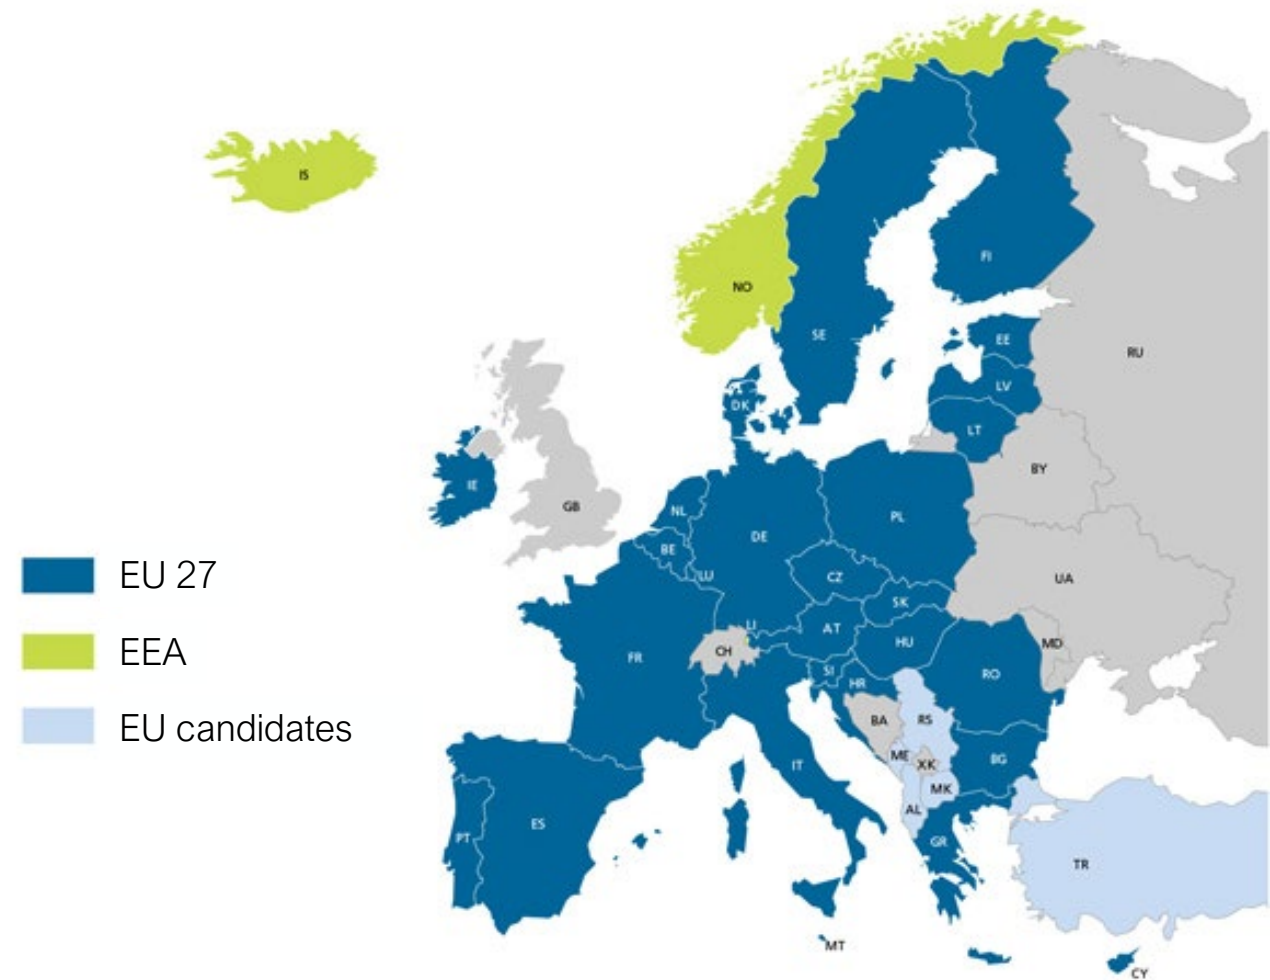 IS
NO
FI
SE
EE
RU
LV
DK
LT
BY
IE
GB
NL
PL
DE
BE
EU 27
LU
CZ
UA
SK
LI
AT
HU
MD
EEA
CH
FR
SI
HR
RO
BA
RS
EU candidates
ME
XK
BG
IT
MK
AL
PT
ES
GR
TR
MT
CY